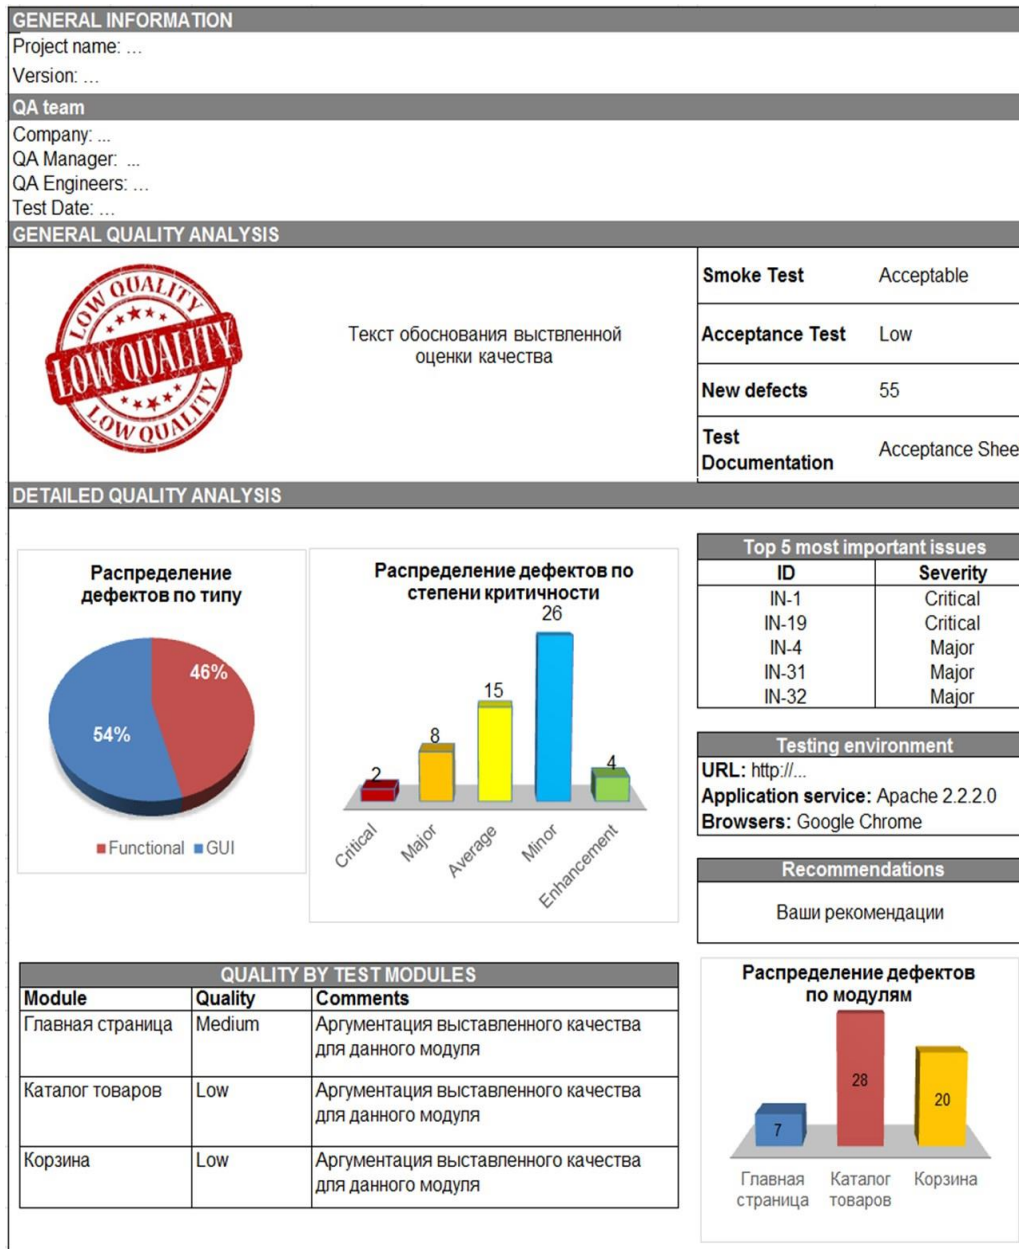 GENERAL INFORMATION
Project name: ...
Version: ...
QA team
Company: ...
QA Manager: ...
QA Engineers: ...
Test Date: ...
GENERAL QUALITY ANALYSIS
LOW QUALITY
LOW QUALITY
LOW QUALITY
Текст обоснования выствленной
оценки качества
Smoke Test Acceptable
Acceptance Test Low
New defects 55
Test
Documentation Acceptance Shee
DETAILED QUALITY ANALYSIS
Распределение
дефектов по типу
46%
54%
Functional GUI
Распределение дефектов по
степени критичности
2
8
15
26
4
Critical
Major
Average
Minor
Enhancement
Top 5 most important issues
ID Severity
IN-1 Critical
IN-19 Critical
IN-4 Major
IN-31 Major
IN-32 Major
Testing environment
URL: http://...
Application service: Apache 2.2.2.0
Browsers: Google Chrome
Recommendations
Ваши рекомендации
QUALITY BY TEST MODULES
Module Quality Comments
Главная страница Medium Аргументация выставленного качества
для данного модуля
Каталог товаров Low Аргументация выставленного качества
для данного модуля
Корзина Low Аргументация выставленного качества
для данного модуля
Распределение дефектов
по модулям
7
28
20
Главная
страница
Каталог
товаров
Корзина